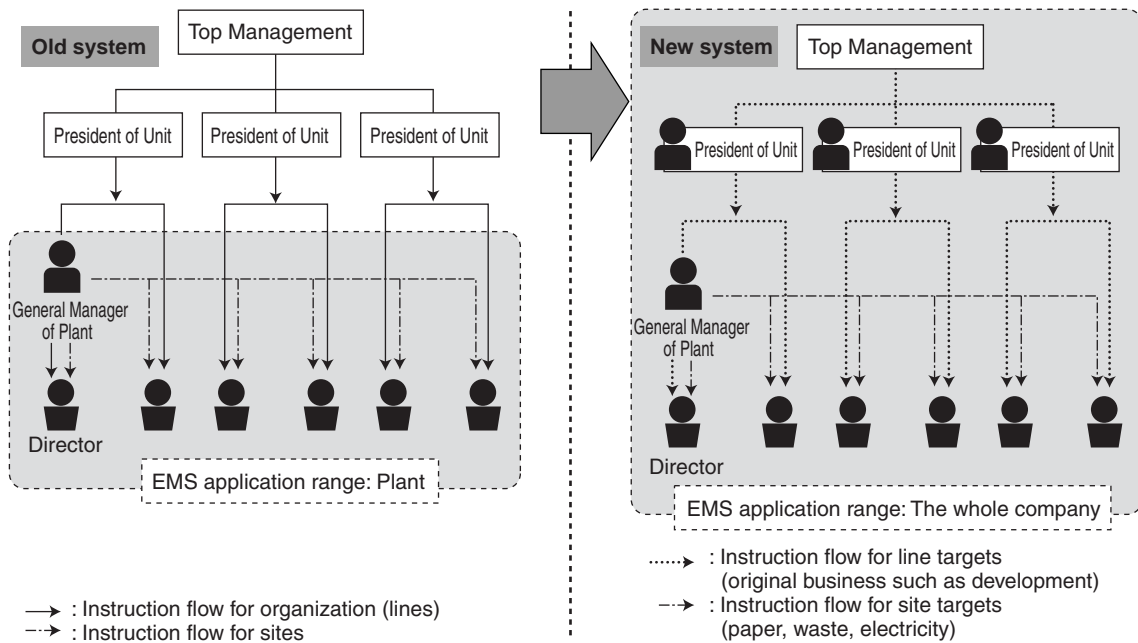 Old system
Top Management
President of Unit
President of Unit
President of Unit
General Manager
of Plant
Director
EMS application range: Plant
: Instruction flow for organization (lines)
: Instruction flow for sites
New system
Top Management
President of Unit
President of Unit
President of Unit
General Manager
of Plant
Director
EMS application range: The whole company
: Instruction flow for line targets
(original business such as development)
: Instruction flow for site targets
(paper, waste, electricity)